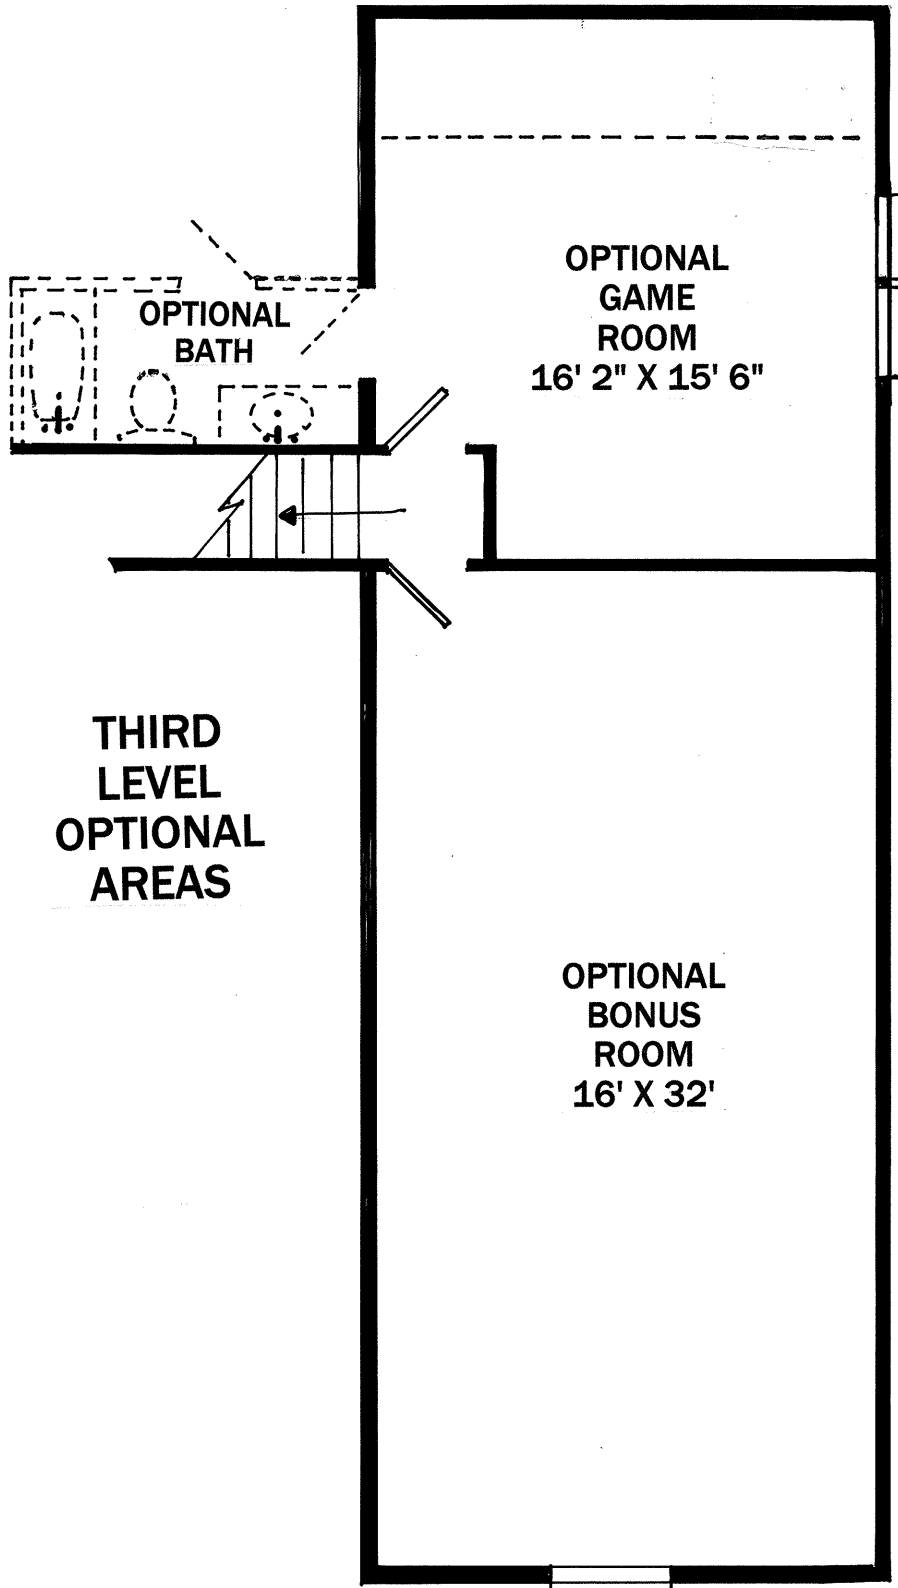 OPTIONAL
GAME
ROOM
16' 2" X 15' 6"
OPTIONAL
BATH
THIRD
LEVEL
OPTIONAL
AREAS
OPTIONAL
BONUS
ROOM
16' X 32'